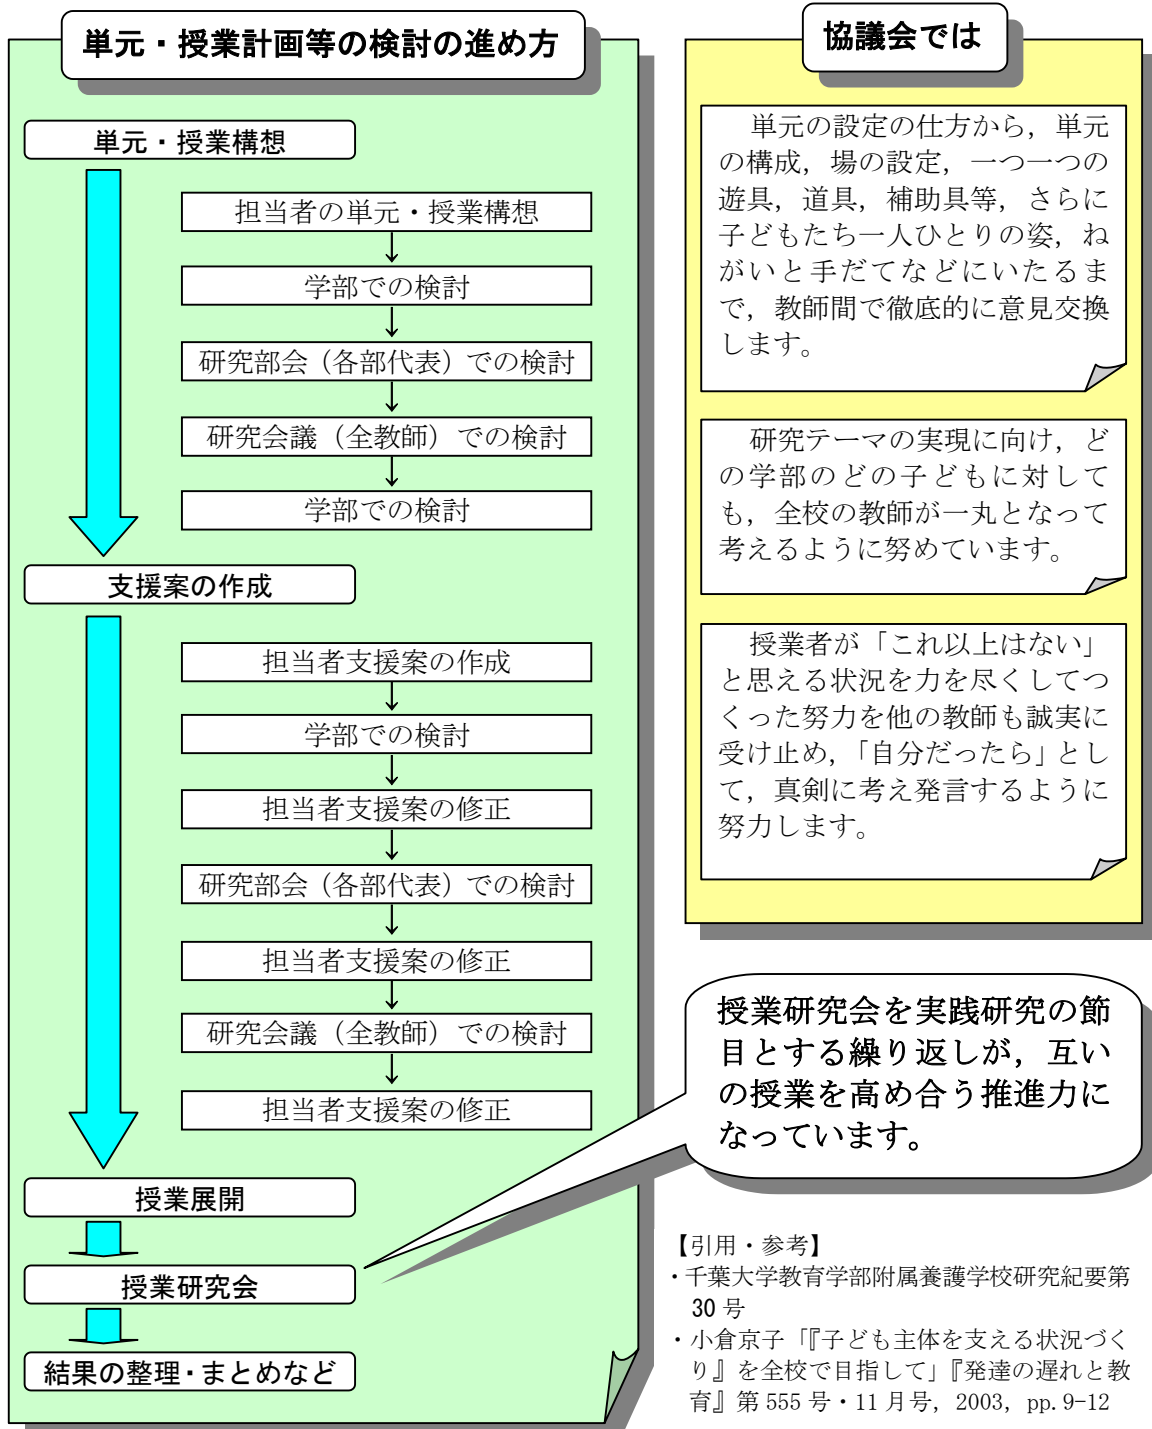 単元・授業計画等の検討の進め方
単元・授業構想
担当者の単元・授業構想
学部での検討
研究部会（各部代表）での検討
研究会議（全教師）での検討
学部での検討
支援案の作成
担当者支援案の作成
学部での検討
担当者支援案の修正
研究部会（各部代表）での検討
担当者支援案の修正
研究会議（全教師）での検討
担当者支援案の修正
授業展開
授業研究会
結果の整理・まとめなど
協議会では
単元の設定の仕方から，単元
の構成，場の設定，一つ一つの
遊具，道具，補助具等，さらに
子どもたち一人ひとりの姿，ね
がいと手だてなどにいたるま
で，教師間で徹底的に意見交換
します。
研究テーマの実現に向け，ど
の学部のどの子どもに対して
も，全校の教師が一丸となって
考えるように努めています。
授業者が「これ以上はない」
と思える状況を力を尽くしてつ
くった努力を他の教師も誠実に
受け止め，「自分だったら」とし
て，真剣に考え発言するように
努力します。
授業研究会を実践研究の節
目とする繰り返しが，互い
の授業を高め合う推進力に
なっています。
【引用・参考】
・千葉大学教育学部附属養護学校研究紀要第
30 号
・小倉京子「『子ども主体を支える状況づく
り』を全校で目指して」『発達の遅れと教
育』第 555 号・11 月号，2003，pp.9-12